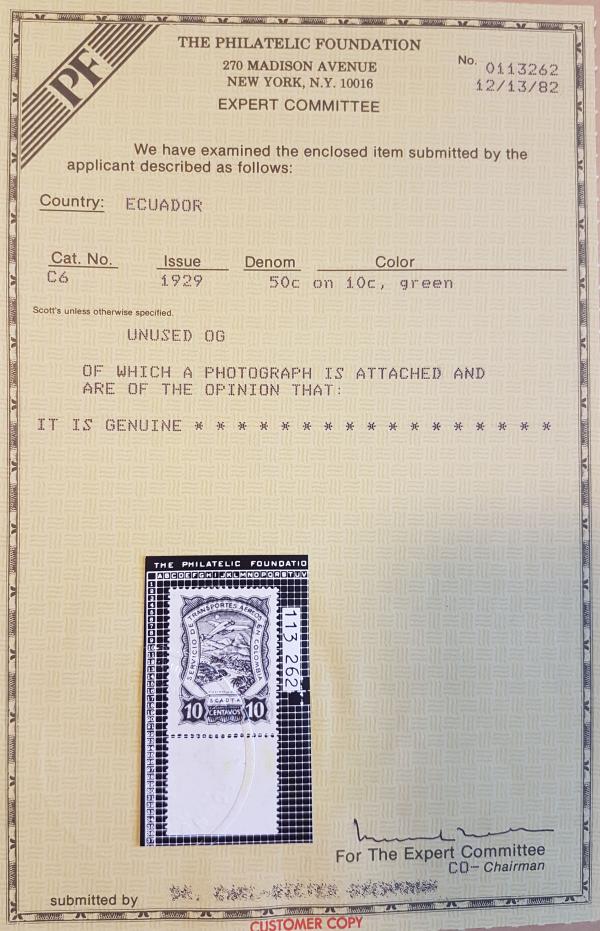 PF
THE PHILATELIC FOUNDATION
270 MADISON AVENUE
NEW YORK, N.Y. 10016
EXPERT COMMITTEE
No. 0113262
12/13/82
We have examined the enclosed item submitted by the
applicant described as follows:
Country: ECUADOR
Cat. No. Issue Denom Color
C6 1929 50c on 10c, green
Scott's unless otherwise specified.
UNUSED OG
OF WHICH A PHOTOGRAPH IS ATTACHED AND
ARE OF THE OPINION THAT:
IT IS GENUINE * * * * * * * * * * * * * * * * * *
THE PHILATELIC FOUNDATIO
ABCDEFGHIJKLMNOPQRSTUV
SERVICIO DE TRANSPORTES AEREOS EN COLOMBIA
SCADTA
10 CENTAVOS 10
113 262
For The Expert Committee
CO- Chairman
submitted by
CUSTOMER COPY